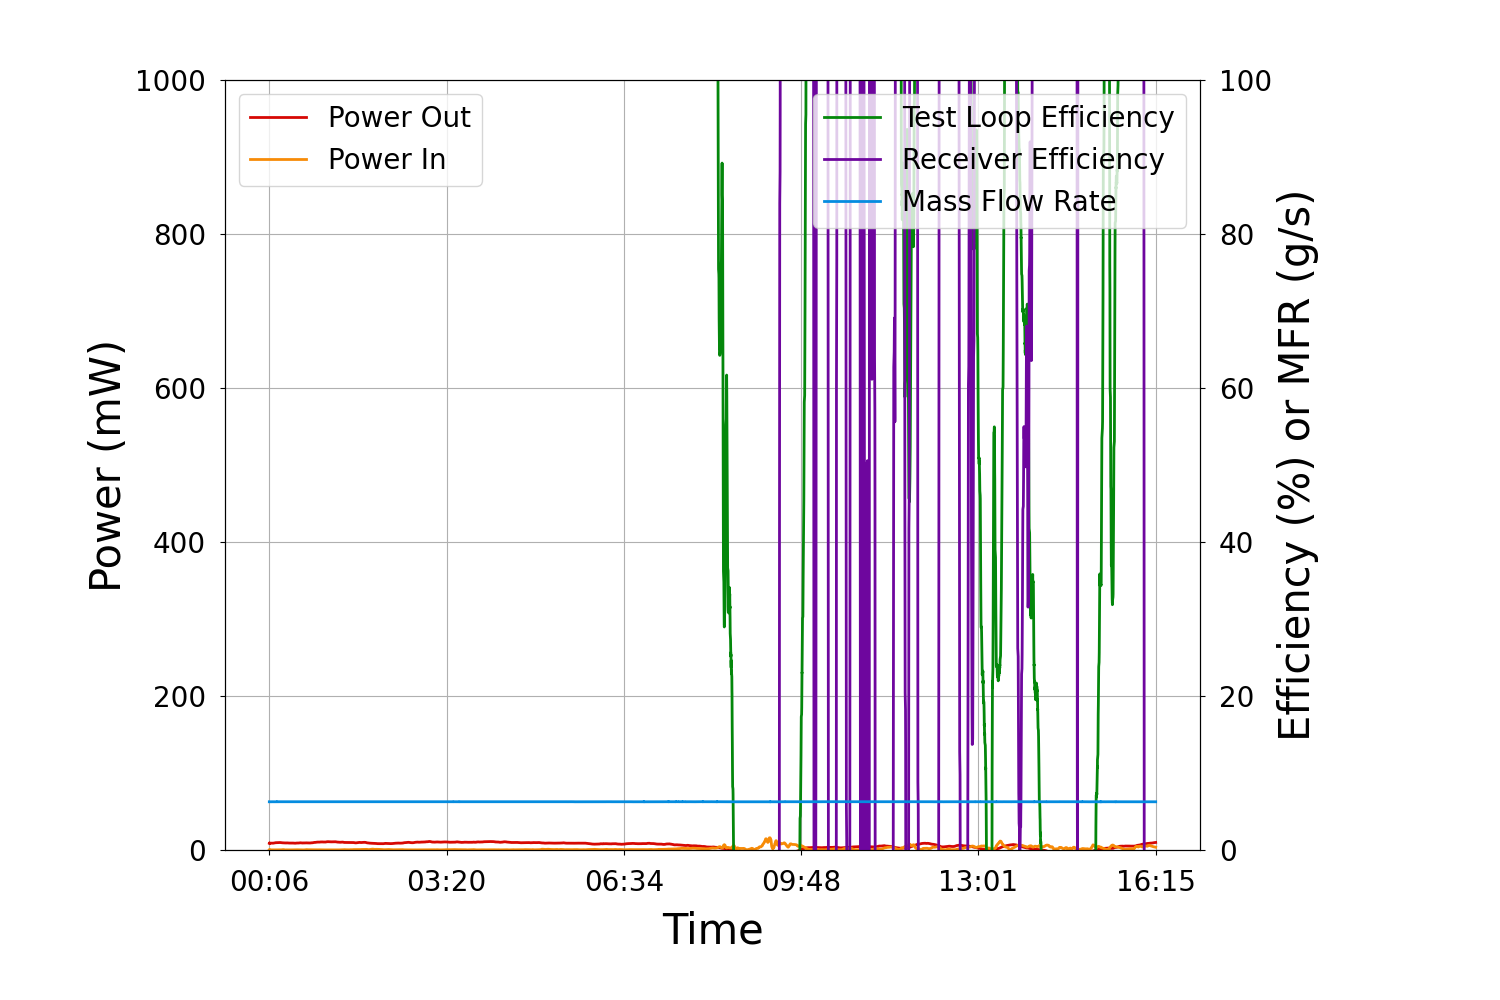 1000
800
600
400
200
0
Power (mW)
Power Out
Power In
Test Loop Efficiency
Receiver Efficiency
Mass Flow Rate
100
80
60
40
20
0
Efficiency (%) or MFR (g/s)
00:06 03:20 06:34 09:48 13:01 16:15
Time